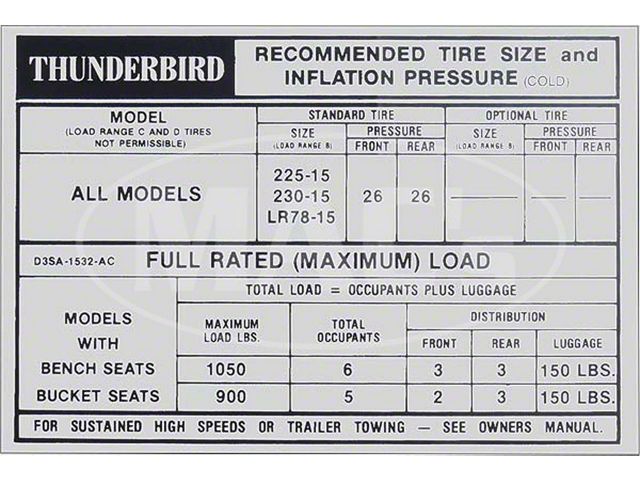 THUNDERBIRD
RECOMMENDED TIRE SIZE and
INFLATION PRESSURE (COLD)
MODEL
(LOAD RANGE C AND D TIRES
NOT PERMISSIBLE)
STANDARD TIRE
OPTIONAL TIRE
SIZE
(LOAD RANGE B)
PRESSURE
FRONT REAR
SIZE
(LOAD RANGE B)
PRESSURE
FRONT REAR
ALL MODELS
225-15
230-15
LR78-15
26 26
MAC's
D3SA-1532-AC FULL RATED (MAXIMUM) LOAD
TOTAL LOAD = OCCUPANTS PLUS LUGGAGE
MODELS
WITH
MAXIMUM
LOAD LBS.
TOTAL
OCCUPANTS
DISTRIBUTION
FRONT REAR LUGGAGE
BENCH SEATS 1050 6 3 3 150 LBS.
BUCKET SEATS 900 5 2 3 150 LBS.
FOR SUSTAINED HIGH SPEEDS OR TRAILER TOWING — SEE OWNERS MANUAL.